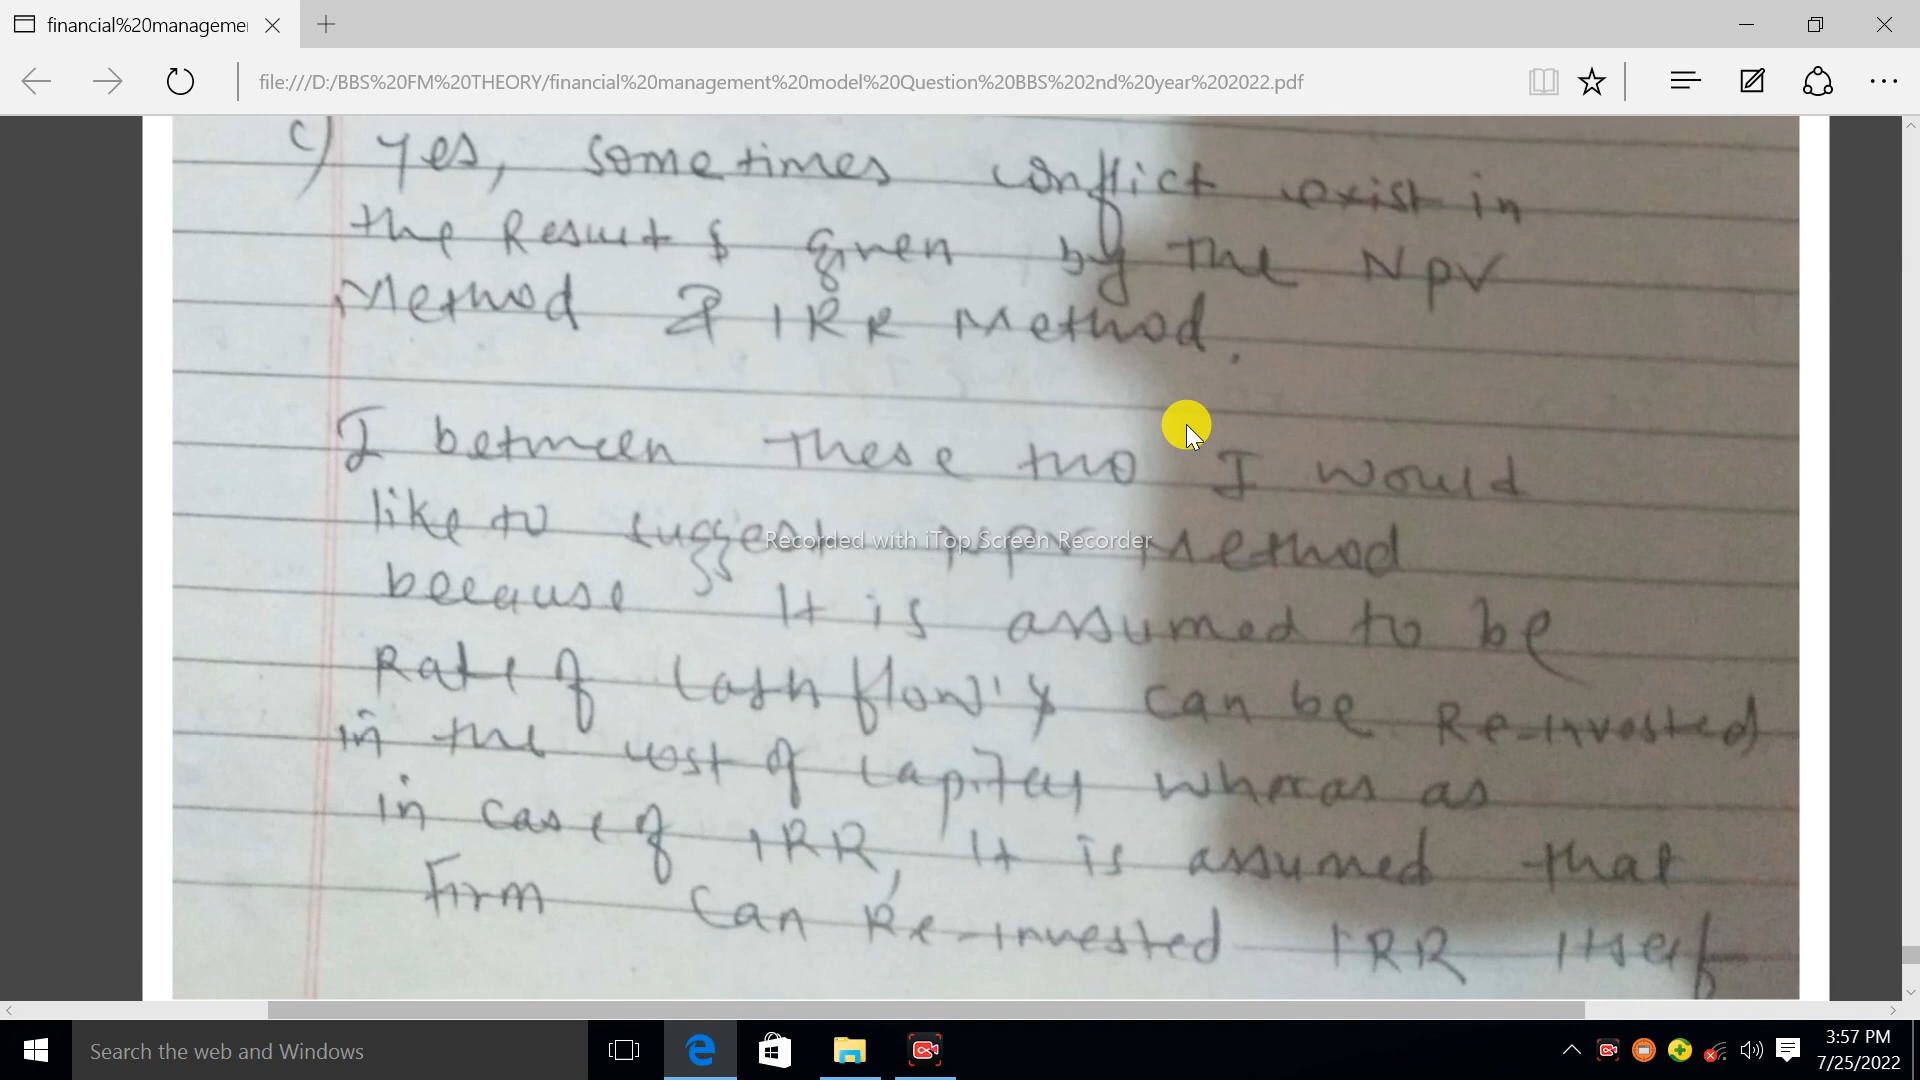 financial%20manageme
file:///D:/BBS%20FM%20THEORY/financial%20management%20model%20Question%20BBS%202nd%20year%202022.pdf
c) Yes, sometimes conflict exist in
the Results given by the NPV
Method & IRR Method.
I between these two I would
like to suggest NPV Method
Recorded with iTop Screen Recorder
because It is assumed to be
Rate of cash flow's can be Re-invested
in the cost of capital wheras as
in case of IRR, It is assumed that
Firm can Re-invested IRR itself
Search the web and Windows
3:57 PM
7/25/2022